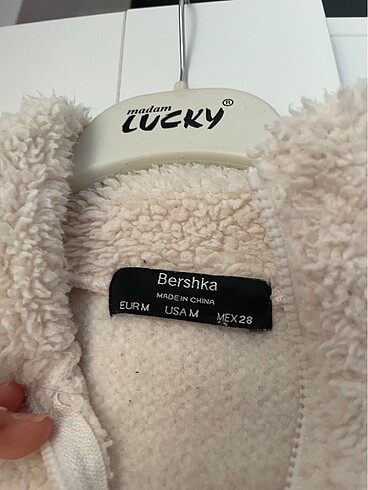 madam
LUCKY®
Bershka
MADE IN CHINA
EUR M USA M MEX 28